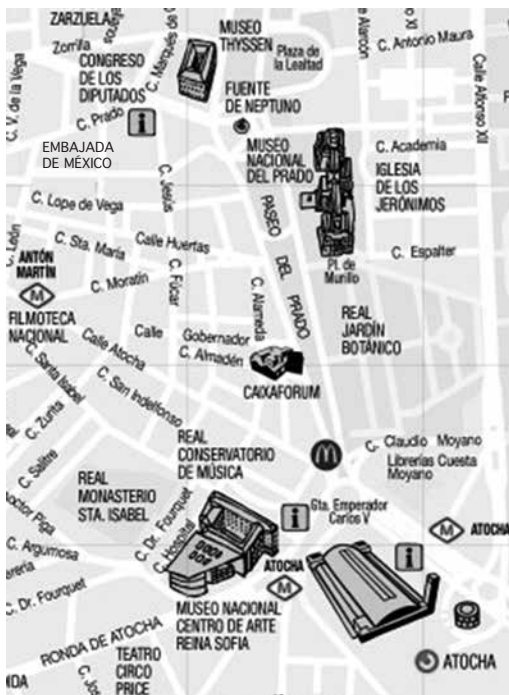 ZARZUELA
Zorrilla
C. Marqués de
MUSEO
THYSSEN
Plaza de
la Lealtad
C. Antonio Maura
Calle Alfonso XII
CONGRESO
DE LOS
DIPUTADOS
C. V. de la Vega
C. Prado
i
FUENTE
DE NEPTUNO
EMBAJADA
DE MÉXICO
MUSEO
NACIONAL
DEL PRADO
C. Academia
IGLESIA
DE LOS
JERÓNIMOS
C. Jesús
C. Lope de Vega
PASEO
DEL
PRADO
C. León
C. Sta. María
Calle Huertas
C. Espalter
Pl. de
Murillo
ANTÓN
MARTÍN
M
C. Moratín
C. Fúcar
C. Alameda
FILMOTECA
NACIONAL
REAL
JARDÍN
BOTÁNICO
Calle Atocha
Calle
Gobernador
C. Almadén
CAIXAFORUM
C. Santa Isabel
C. San Indelfonso
C. Zurita
C. Salitre
REAL
CONSERVATORIO
DE MÚSICA
M
C. Claudio Moyano
Librerías Cuesta
Moyano
REAL
MONASTERIO
STA. ISABEL
i
Gta. Emperador
Carlos V
M
ATOCHA
Doctor Piga
C. Dr. Fourquet
C. Hospital
C. Argumosa
i
ATOCHA
M
C. Dr. Fourquet
MUSEO NACIONAL
CENTRO DE ARTE
REINA SOFIA
RONDA DE ATOCHA
TEATRO
CIRCO
PRICE
ATOCHA